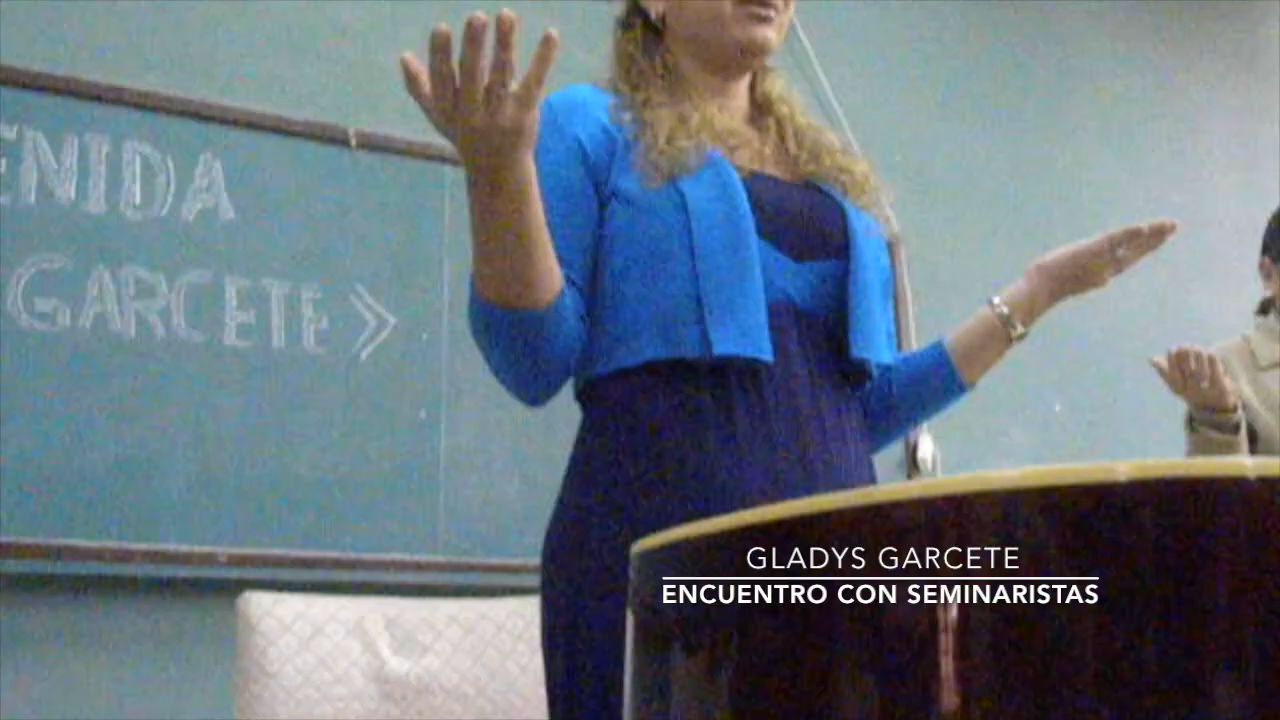 ENIDA
GARCETE »
GLADYS GARCETE
ENCUENTRO CON SEMINARISTAS